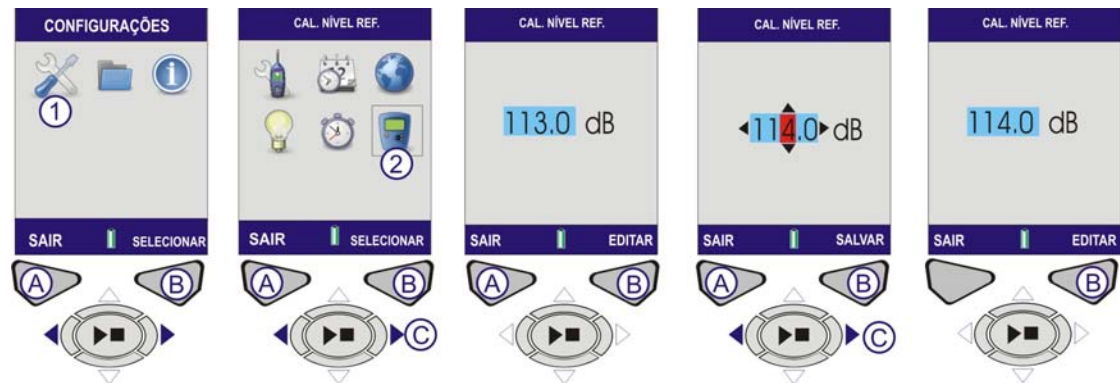 CONFIGURAÇÕES
1
SAIR SELECIONAR
A B
CAL. NÍVEL REF.
2
SAIR SELECIONAR
A B
C
CAL. NÍVEL REF.
113.0 dB
SAIR EDITAR
A B
CAL. NÍVEL REF.
114.0 dB
SAIR SALVAR
A B
C
CAL. NÍVEL REF.
114.0 dB
SAIR EDITAR
B